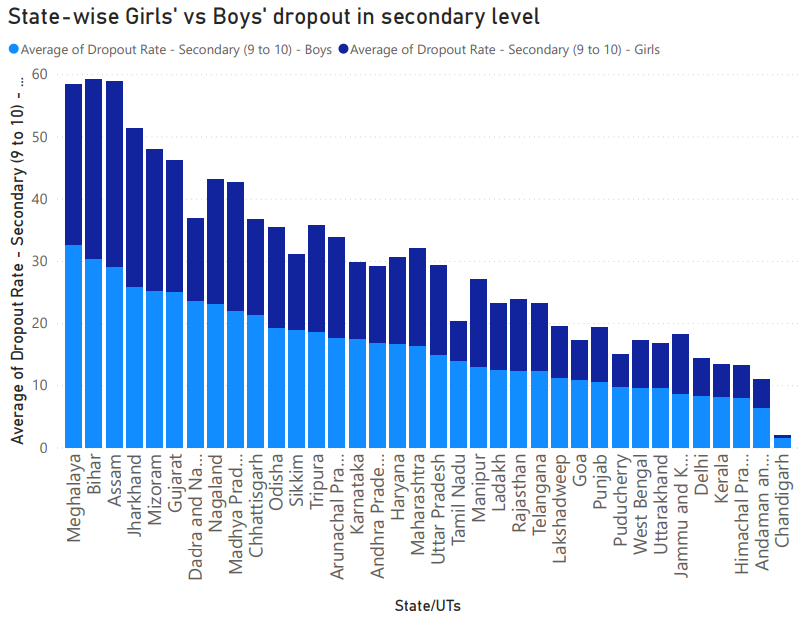 State-wise Girls' vs Boys' dropout in secondary level
Average of Dropout Rate - Secondary (9 to 10) - Boys
Average of Dropout Rate - Secondary (9 to 10) - Girls
Average of Dropout Rate - Secondary (9 to 10) - ...
60
50
40
30
20
10
0
Meghalaya
Bihar
Assam
Jharkhand
Mizoram
Gujarat
Dadra and Na...
Nagaland
Madhya Prad...
Chhattisgarh
Odisha
Sikkim
Tripura
Arunachal Pra...
Karnataka
Andhra Prade...
Haryana
Maharashtra
Uttar Pradesh
Tamil Nadu
Manipur
Ladakh
Rajasthan
Telangana
Lakshadweep
Goa
Punjab
Puducherry
West Bengal
Uttarakhand
Jammu and K...
Delhi
Kerala
Himachal Pra...
Andaman an...
Chandigarh
State/UTs